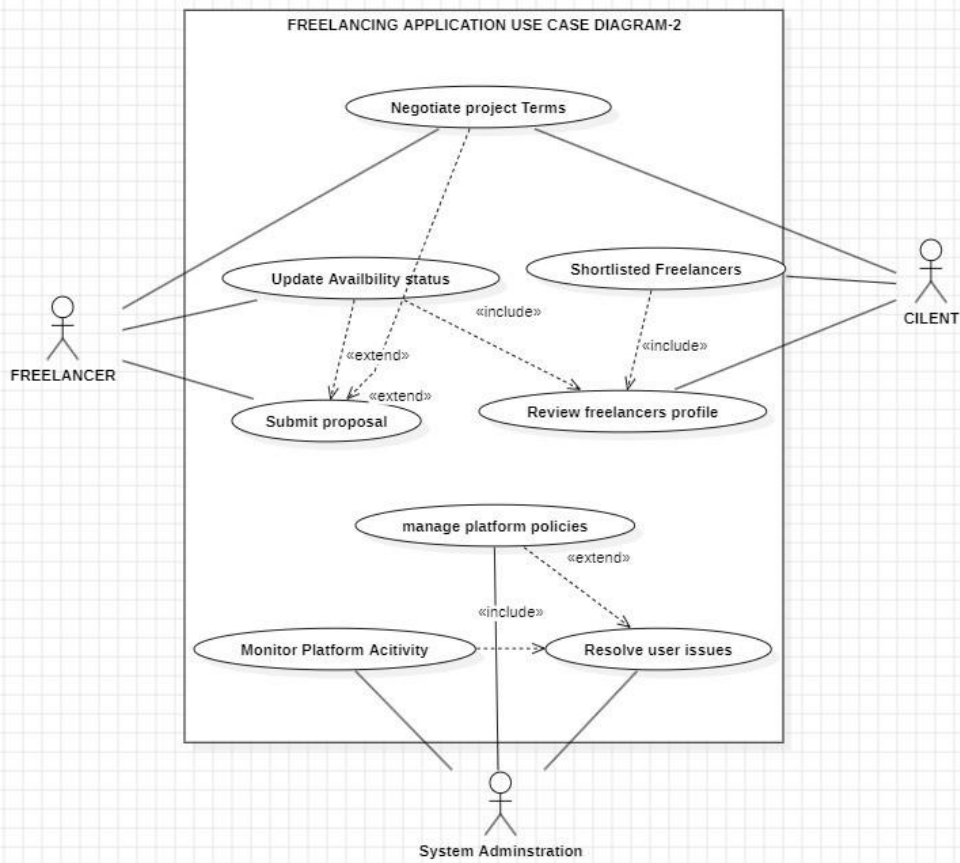 FREELANCING APPLICATION USE CASE DIAGRAM-2
Negotiate project Terms
Update Availbility status
Shortlisted Freelancers
«include»
CILENT
«include»
«extend»
FREELANCER
«extend»
Submit proposal
Review freelancers profile
manage platform policies
«extend»
«include»
Monitor Platform Acitivity
Resolve user issues
System Adminstration